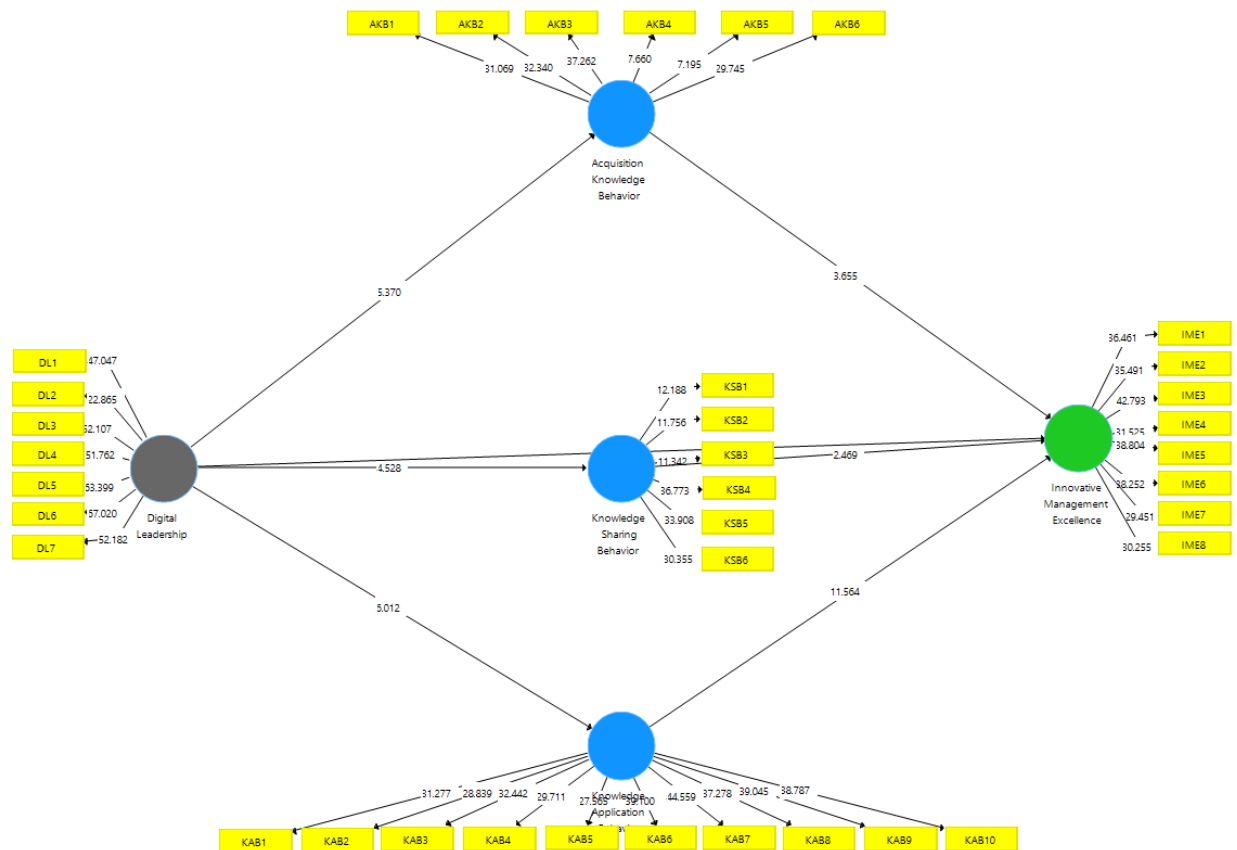 AKB1 AKB2 AKB3 AKB4 AKB5 AKB6
31.069 32.340 37.262 7.660 7.195 29.745
Acquisition
Knowledge
Behavior
5.370
3.655
DL1 47.047
DL2 22.865
DL3
DL4 51.762
DL5
DL6 57.020
DL7 52.182
Digital
Leadership
4.528
12.188 KSB1
11.756 KSB2
11.342 KSB3
36.773 KSB4
33.908 KSB5
30.355 KSB6
Knowledge
Sharing
Behavior
2.469
36.461 IME1
35.491 IME2
42.793 IME3
31.525 IME4
38.804 IME5
38.252 IME6
29.451 IME7
30.255 IME8
Innovative
Management
Excellence
5.012
11.564
Knowledge
Application
31.277 28.839 32.442 29.711 39.100 44.559 37.278 39.045 38.787
KAB1 KAB2 KAB3 KAB4 KAB5 KAB6 KAB7 KAB8 KAB9 KAB10